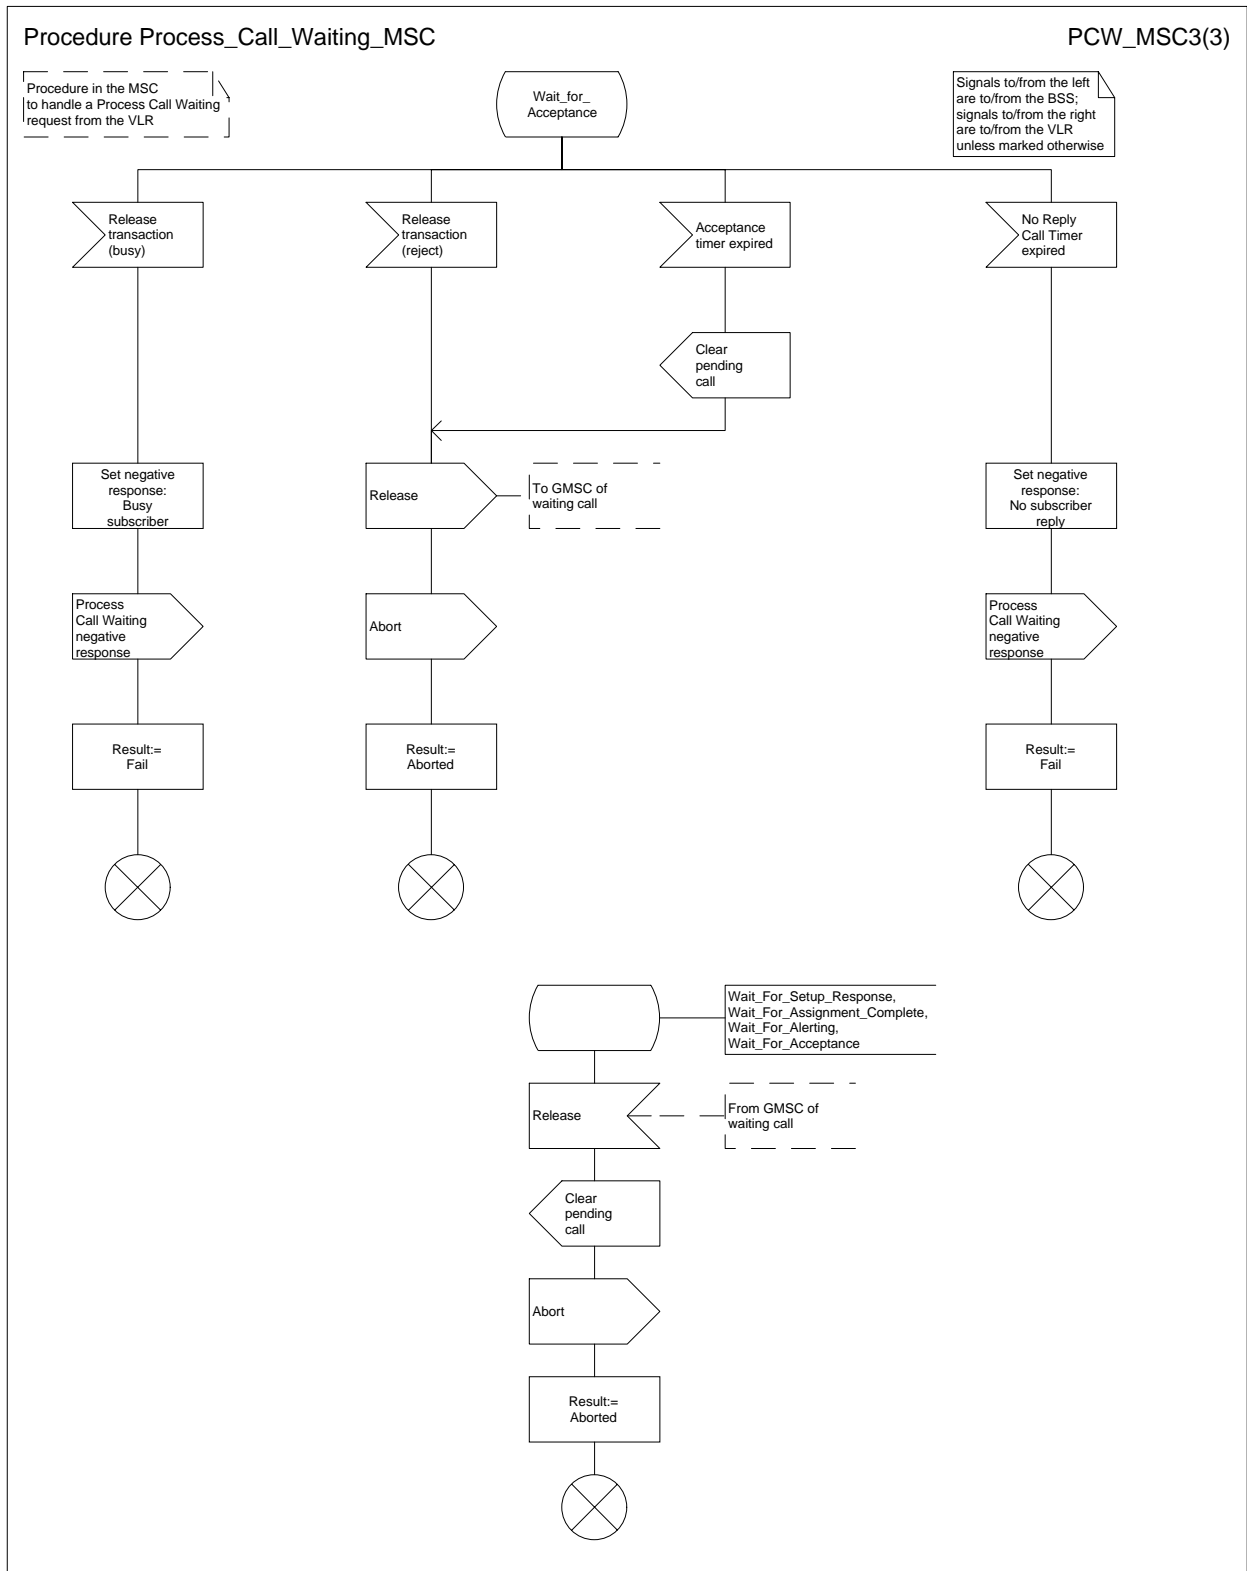 Procedure Process_Call_Waiting_MSC
PCW_MSC3(3)
Procedure in the MSC
to handle a Process Call Waiting
request from the VLR
Wait_for_
Acceptance
Signals to/from the left
are to/from the BSS;
signals to/from the right
are to/from the VLR
unless marked otherwise
Release
transaction
(busy)
Release
transaction
(reject)
Acceptance
timer expired
No Reply
Call Timer
expired
Clear
pending
call
Set negative
response:
Busy
subscriber
Release
To GMSC of
waiting call
Set negative
response:
No subscriber
reply
Process
Call Waiting
negative
response
Abort
Process
Call Waiting
negative
response
Result:=
Fail
Result:=
Aborted
Result:=
Fail
Wait_For_Setup_Response,
Wait_For_Assignment_Complete,
Wait_For_Alerting,
Wait_For_Acceptance
Release
From GMSC of
waiting call
Clear
pending
call
Abort
Result:=
Aborted